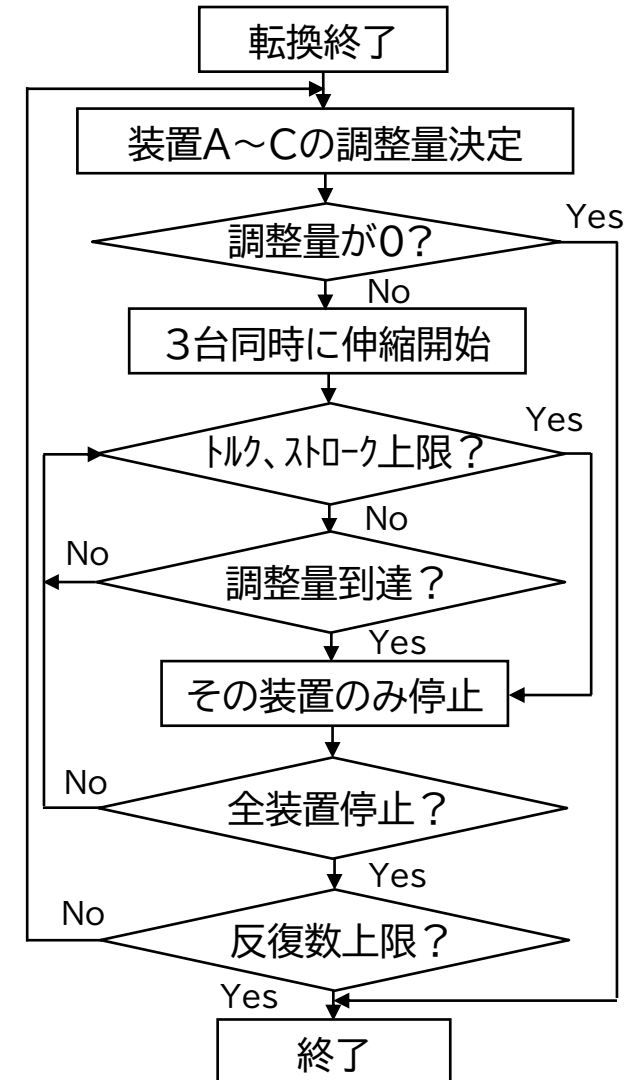 転換終了
装置A～Cの調整量決定
調整量が0？
Yes
No
3台同時に伸縮開始
ﾄﾙｸ、ｽﾄﾛｰｸ上限？
Yes
No
調整量到達？
No
Yes
その装置のみ停止
全装置停止？
No
Yes
反復数上限？
No
Yes
終了